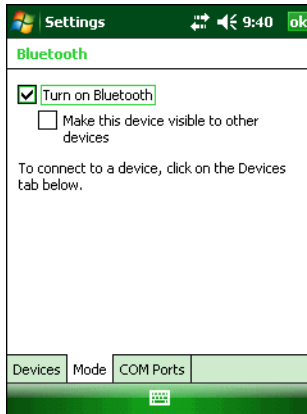 Settings 9:40 ok
Bluetooth
Turn on Bluetooth
Make this device visible to other
devices
To connect to a device, click on the Devices
tab below.
Devices Mode COM Ports